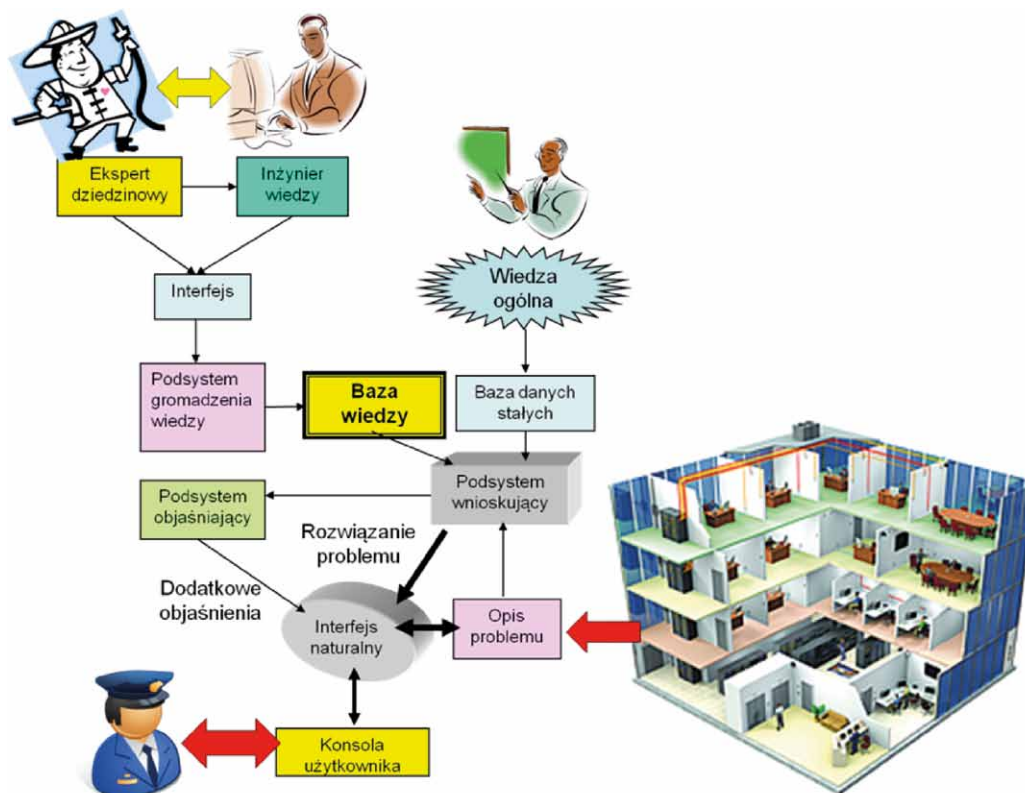 Ekspert
dziedzinowy
Inżynier
wiedzy
Interfejs
Wiedza
ogólna
Podsystem
gromadzenia
wiedzy
Baza
wiedzy
Baza danych
stałych
Podsystem
objaśniający
Podsystem
wnioskujący
Rozwiązanie
problemu
Dodatkowe
objaśnienia
Interfejs
naturalny
Opis
problemu
Konsola
użytkownika